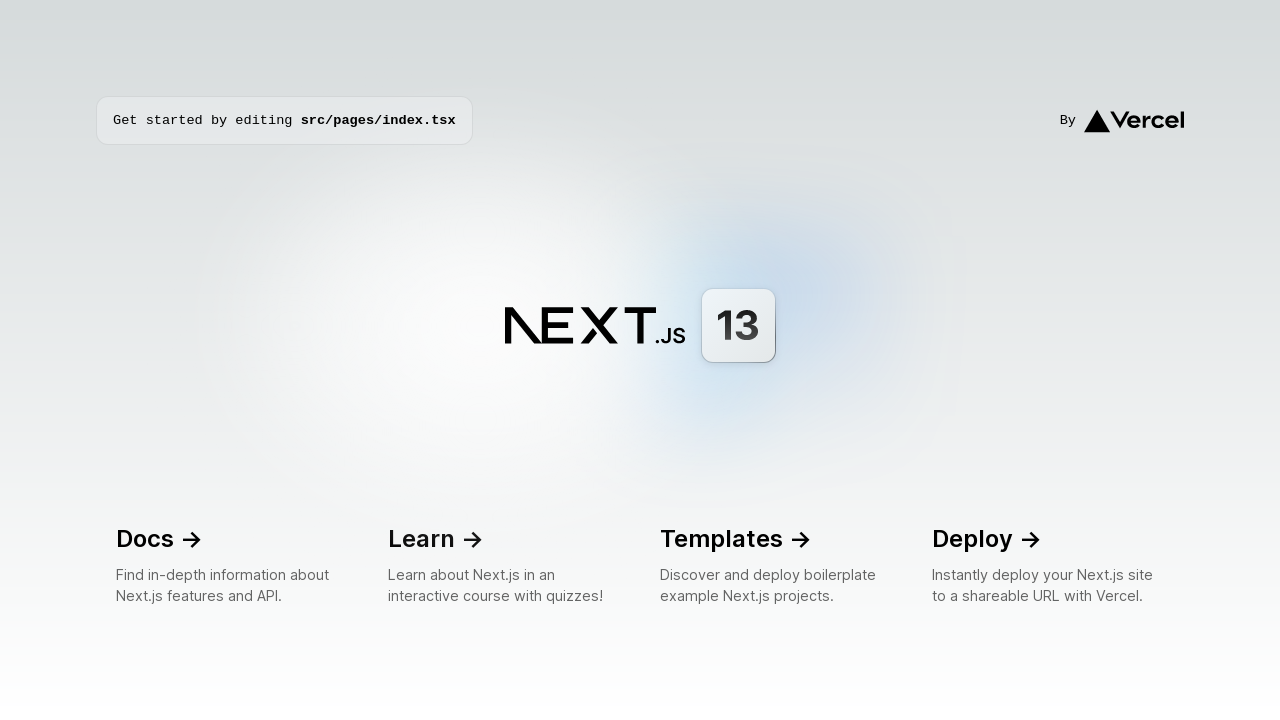 Get started by editing src/pages/index.tsx
By Vercel
NEXT.JS 13
Docs →
Find in-depth information about
Next.js features and API.
Learn →
Learn about Next.js in an
interactive course with quizzes!
Templates →
Discover and deploy boilerplate
example Next.js projects.
Deploy →
Instantly deploy your Next.js site
to a shareable URL with Vercel.